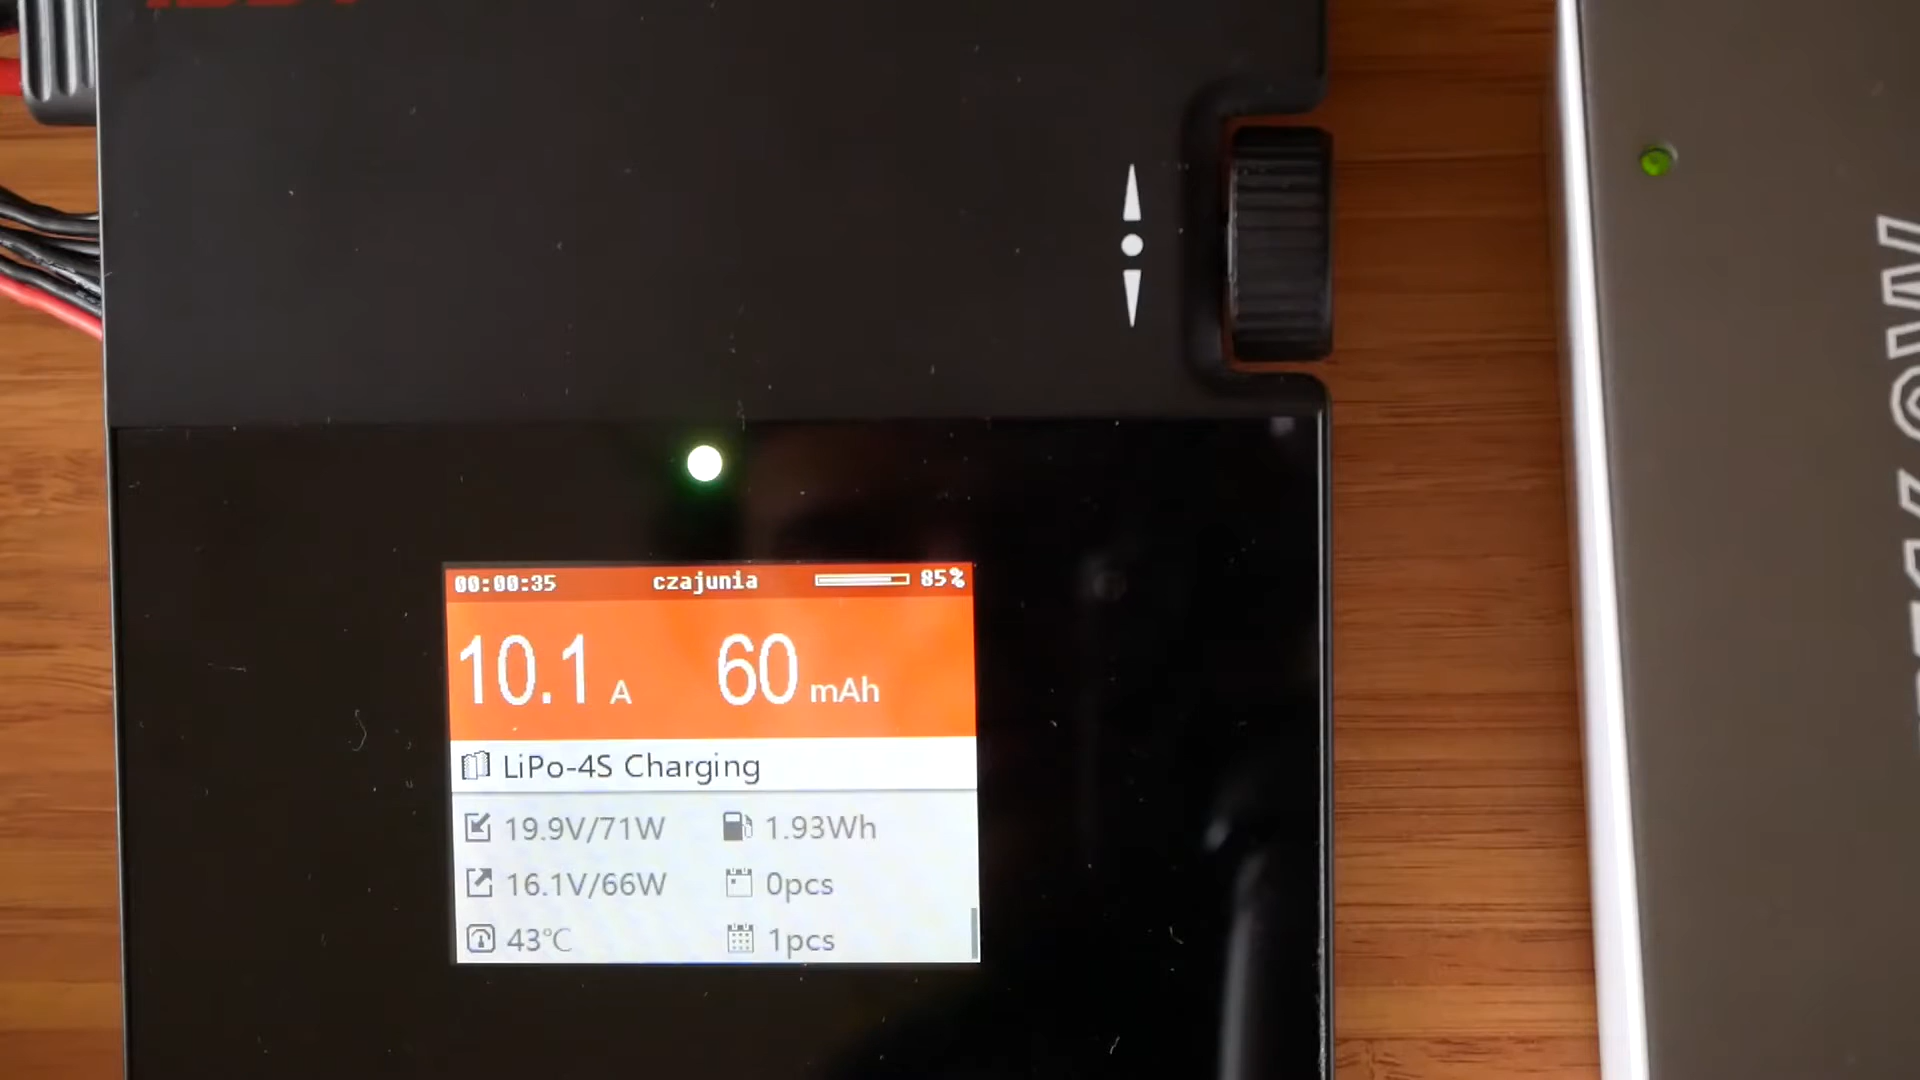 00:00:35 czajunia 85%
10.1 A 60 mAh
LiPo-4S Charging
19.9V/71W 1.93Wh
16.1V/66W 0pcs
43℃ 1pcs